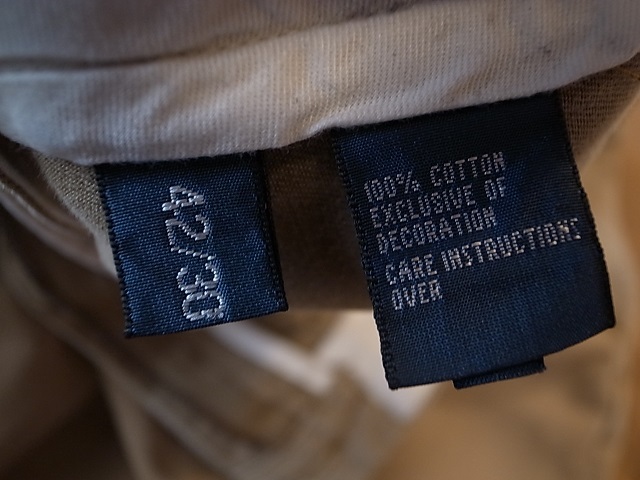 42/30
100% COTTON
EXCLUSIVE OF
DECORATION
CARE INSTRUCTIONS
OVER